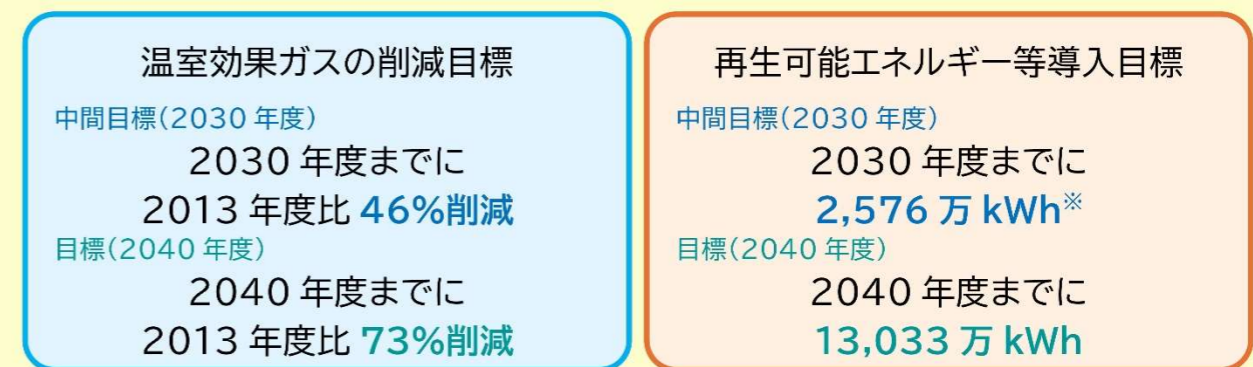 温室効果ガスの削減目標
中間目標(2030 年度)
2030 年度までに
2013 年度比 46%削減
目標(2040 年度)
2040 年度までに
2013 年度比 73%削減
再生可能エネルギー等導入目標
中間目標(2030 年度)
2030 年度までに
2,576 万 kWh※
目標(2040 年度)
2040 年度までに
13,033 万 kWh